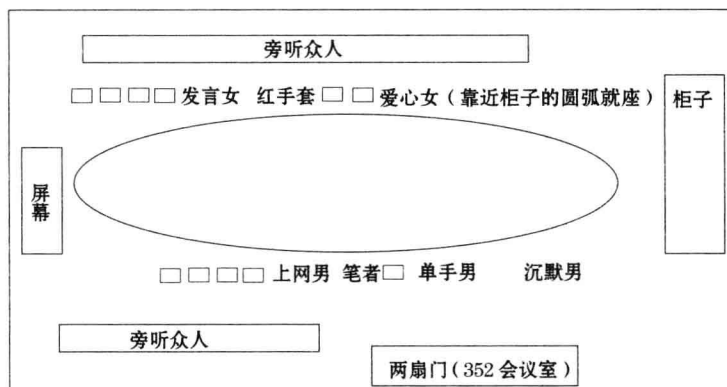 旁听众人
发言女 红手套 爱心女（靠近柜子的圆弧就座） 柜子
屏幕
上网男 笔者 单手男 沉默男
旁听众人
两扇门（352会议室）